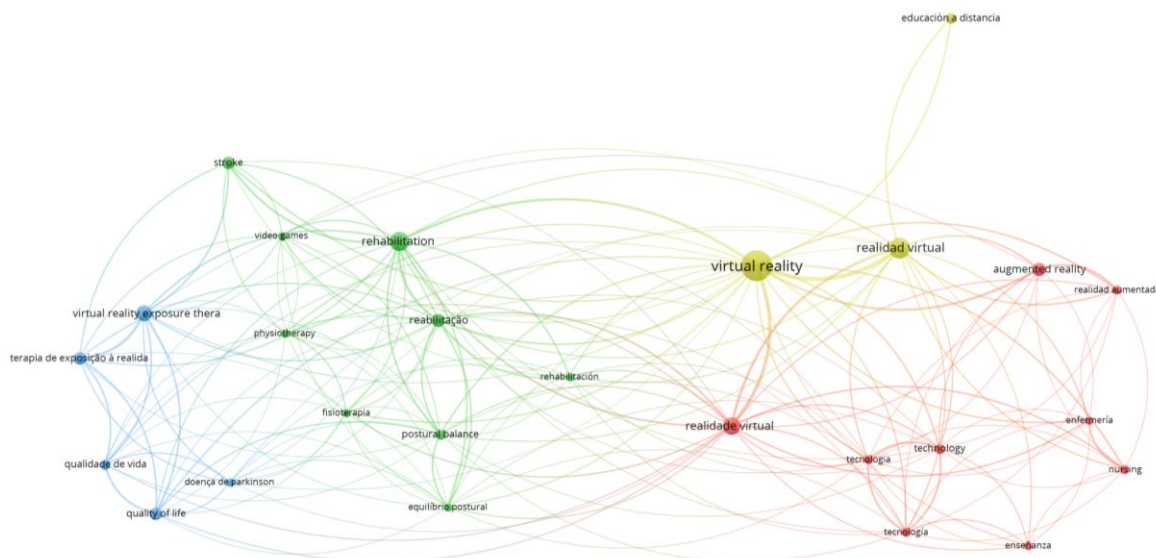 educación a distancia
stroke
video games
rehabilitation
virtual reality
realidad virtual
augmented reality
realidad aumentad
virtual reality exposure thera
reabilitação
physiotherapy
terapia de exposição à realida
rehabilitación
fisioterapia
postural balance
realidade virtual
enfermería
technology
tecnologia
nursing
qualidade de vida
doença de parkinson
quality of life
equilíbrio postural
tecnología
enseñanza